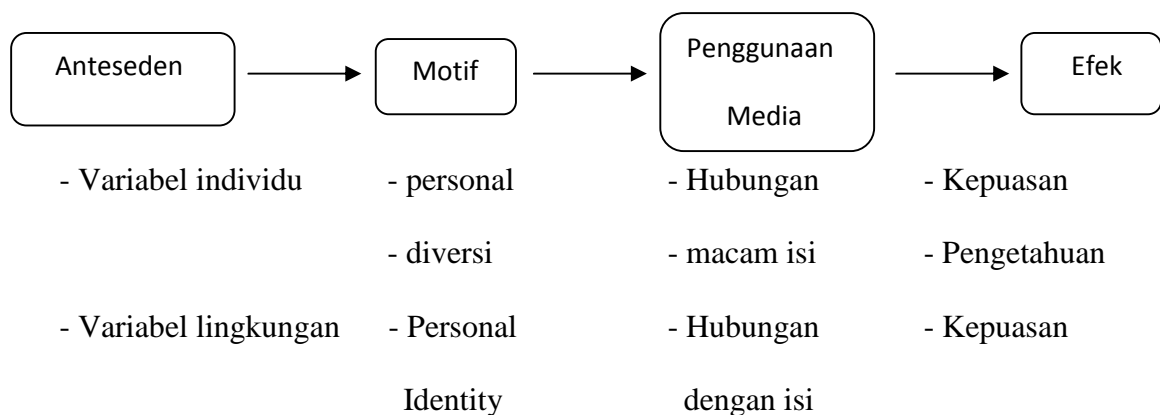 Anteseden
Motif
Penggunaan
Media
Efek
- Variabel individu - personal - Hubungan - Kepuasan
- diversi - macam isi - Pengetahuan
- Variabel lingkungan - Personal - Hubungan - Kepuasan
Identity dengan isi